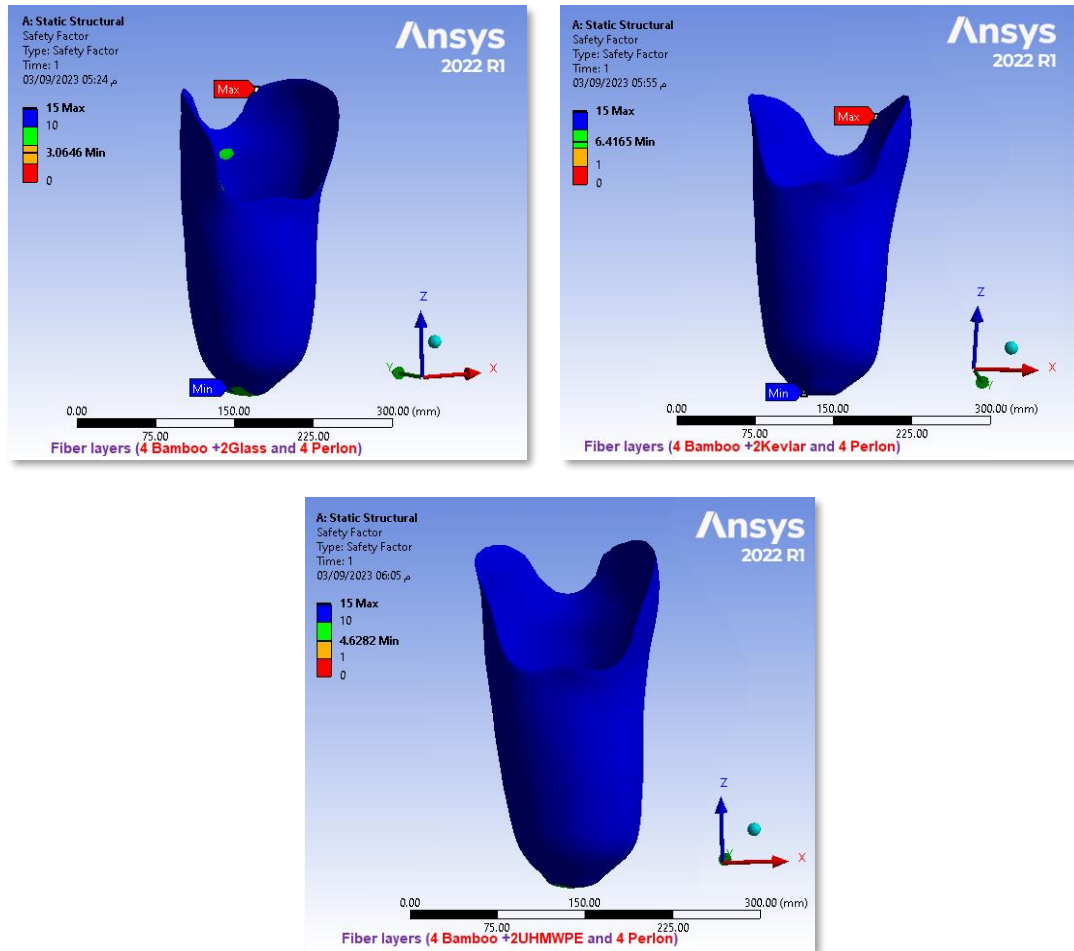 A: Static Structural
Safety Factor
Type: Safety Factor
Time: 1
03/09/2023 05:24 م
Ansys
2022 R1
15 Max
10
3.0646 Min
0
Max
Min
Z
Y
X
0.00
150.00
300.00 (mm)
75.00
225.00
Fiber layers (4 Bamboo +2Glass and 4 Perlon)
A: Static Structural
Safety Factor
Type: Safety Factor
Time: 1
03/09/2023 05:55 م
Ansys
2022 R1
15 Max
6.4165 Min
1
0
Max
Min
Z
X
Y
0.00
150.00
300.00 (mm)
75.00
225.00
Fiber layers (4 Bamboo +2Kevlar and 4 Perlon)
A: Static Structural
Safety Factor
Type: Safety Factor
Time: 1
03/09/2023 06:05 م
Ansys
2022 R1
15 Max
10
4.6282 Min
1
0
Z
Y
X
0.00
150.00
300.00 (mm)
75.00
225.00
Fiber layers (4 Bamboo +2UHMWPE and 4 Perlon)